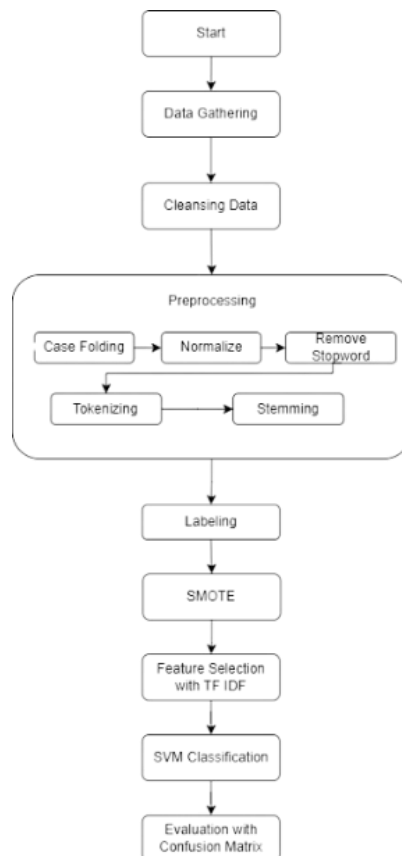 Start
Data Gathering
Cleansing Data
Preprocessing
Case Folding
Normalize
Remove
Stopword
Tokenizing
Stemming
Labeling
SMOTE
Feature Selection
with TF IDF
SVM Classification
Evaluation with
Confusion Matrix